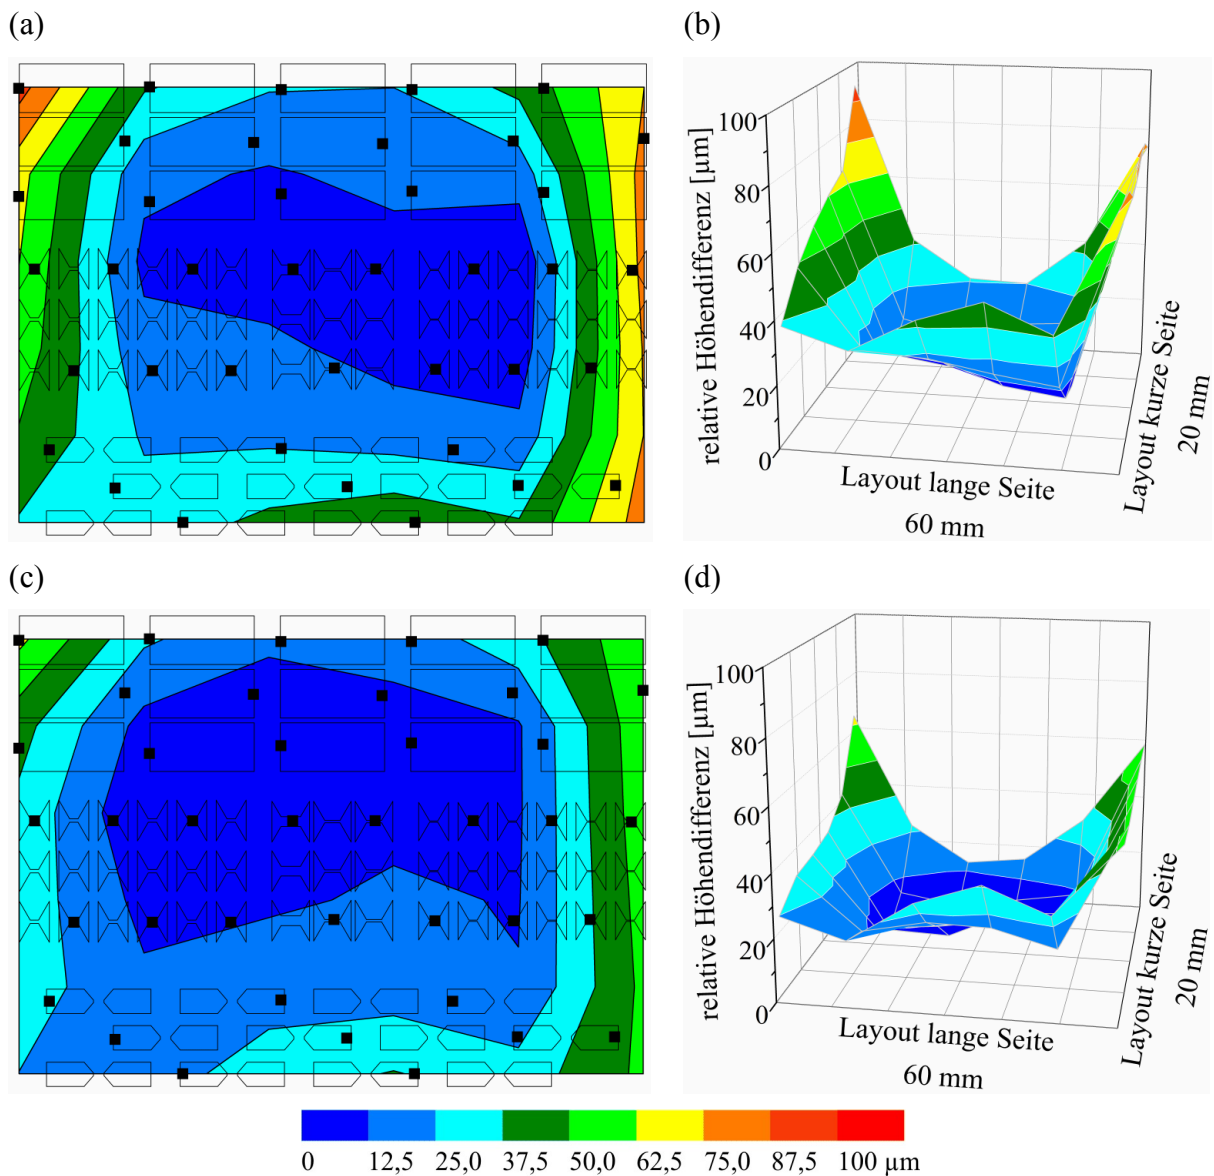 (a)
(b)
relative Höhendifferenz [µm]
100
80
60
40
20
0
Layout lange Seite
60 mm
Layout kurze Seite
20 mm
(c)
(d)
relative Höhendifferenz [µm]
100
80
60
40
20
0
Layout lange Seite
60 mm
Layout kurze Seite
20 mm
0 12,5 25,0 37,5 50,0 62,5 75,0 87,5 100 µm